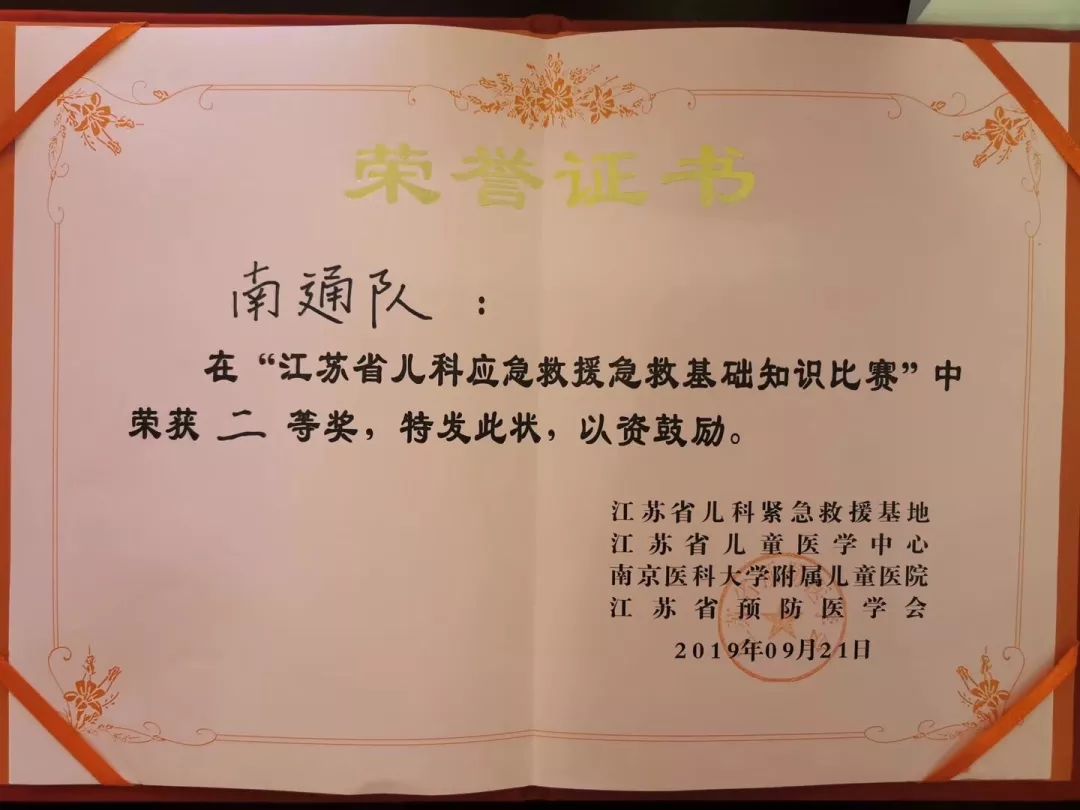 荣誉证书
南通队：
在“江苏省儿科应急救援急救基础知识比赛”中
荣获 二 等奖，特发此状，以资鼓励。
江苏省儿科紧急救援基地
江苏省儿童医学中心
南京医科大学附属儿童医院
江苏省预防医学会
2019年09月21日